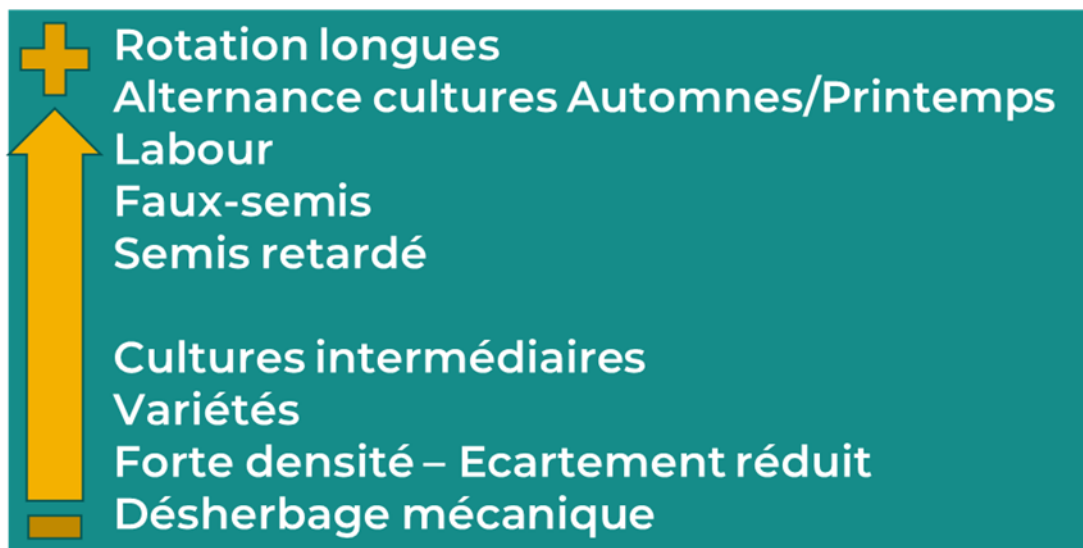 Rotation longues
Alternance cultures Automnes/Printemps
Labour
Faux-semis
Semis retardé
Cultures intermédiaires
Variétés
Forte densité – Ecartement réduit
Désherbage mécanique